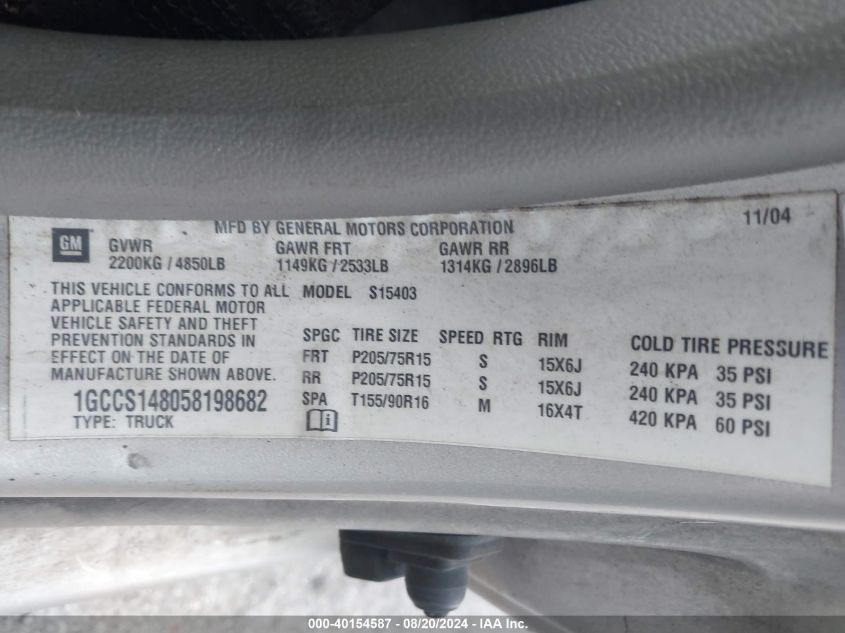 MFD BY GENERAL MOTORS CORPORATION 11/04
GM GVWR GAWR FRT GAWR RR
2200KG / 4850LB 1149KG / 2533LB 1314KG / 2896LB
THIS VEHICLE CONFORMS TO ALL MODEL S15403
APPLICABLE FEDERAL MOTOR
VEHICLE SAFETY AND THEFT
PREVENTION STANDARDS IN
EFFECT ON THE DATE OF
MANUFACTURE SHOWN ABOVE.
SPGC TIRE SIZE SPEED RTG RIM COLD TIRE PRESSURE
FRT P205/75R15 S 15X6J 240 KPA 35 PSI
RR P205/75R15 S 15X6J 240 KPA 35 PSI
SPA T155/90R16 M 16X4T 420 KPA 60 PSI
1GCCS148058198682
TYPE: TRUCK
000-40154587 - 08/20/2024 - IAA Inc.